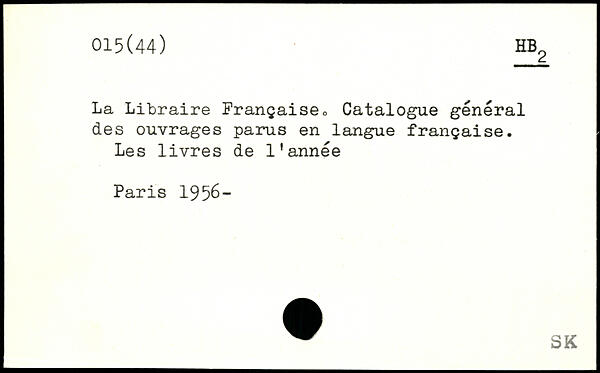 015(44) HB2
La Libraire Française. Catalogue général
des ouvrages parus en langue française.
Les livres de l'année
Paris 1956-
SK